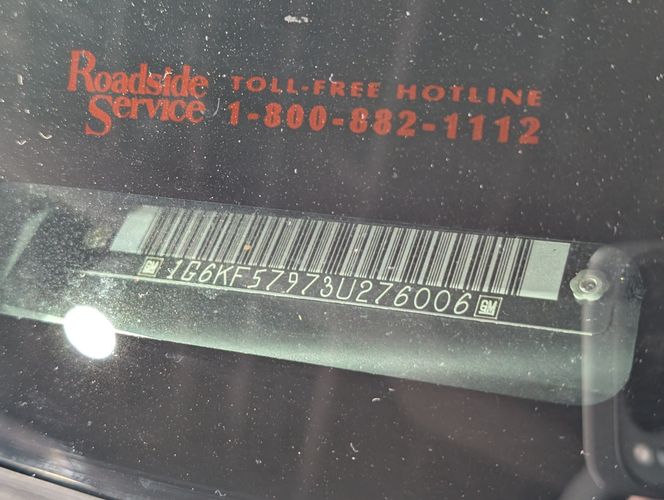 Roadside
Service
TOLL-FREE HOTLINE
1-800-882-1112
GM 1G6KF57973U276006 GM